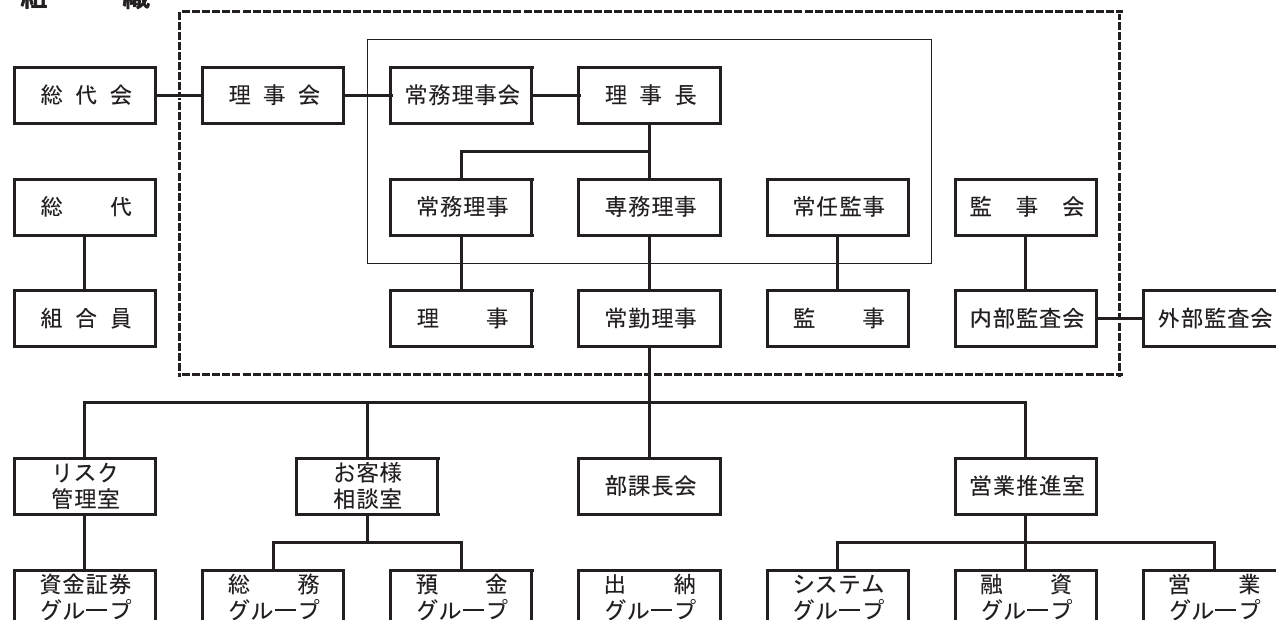 組　織
総代会
理事会
常務理事会
理事長
総　代
常務理事
専務理事
常任監事
監事会
組合員
理　事
常勤理事
監　事
内部監査会
外部監査会
リスク
管理室
お客様
相談室
部課長会
営業推進室
資金証券
グループ
総　務
グループ
預　金
グループ
出　納
グループ
システム
グループ
融　資
グループ
営　業
グループ